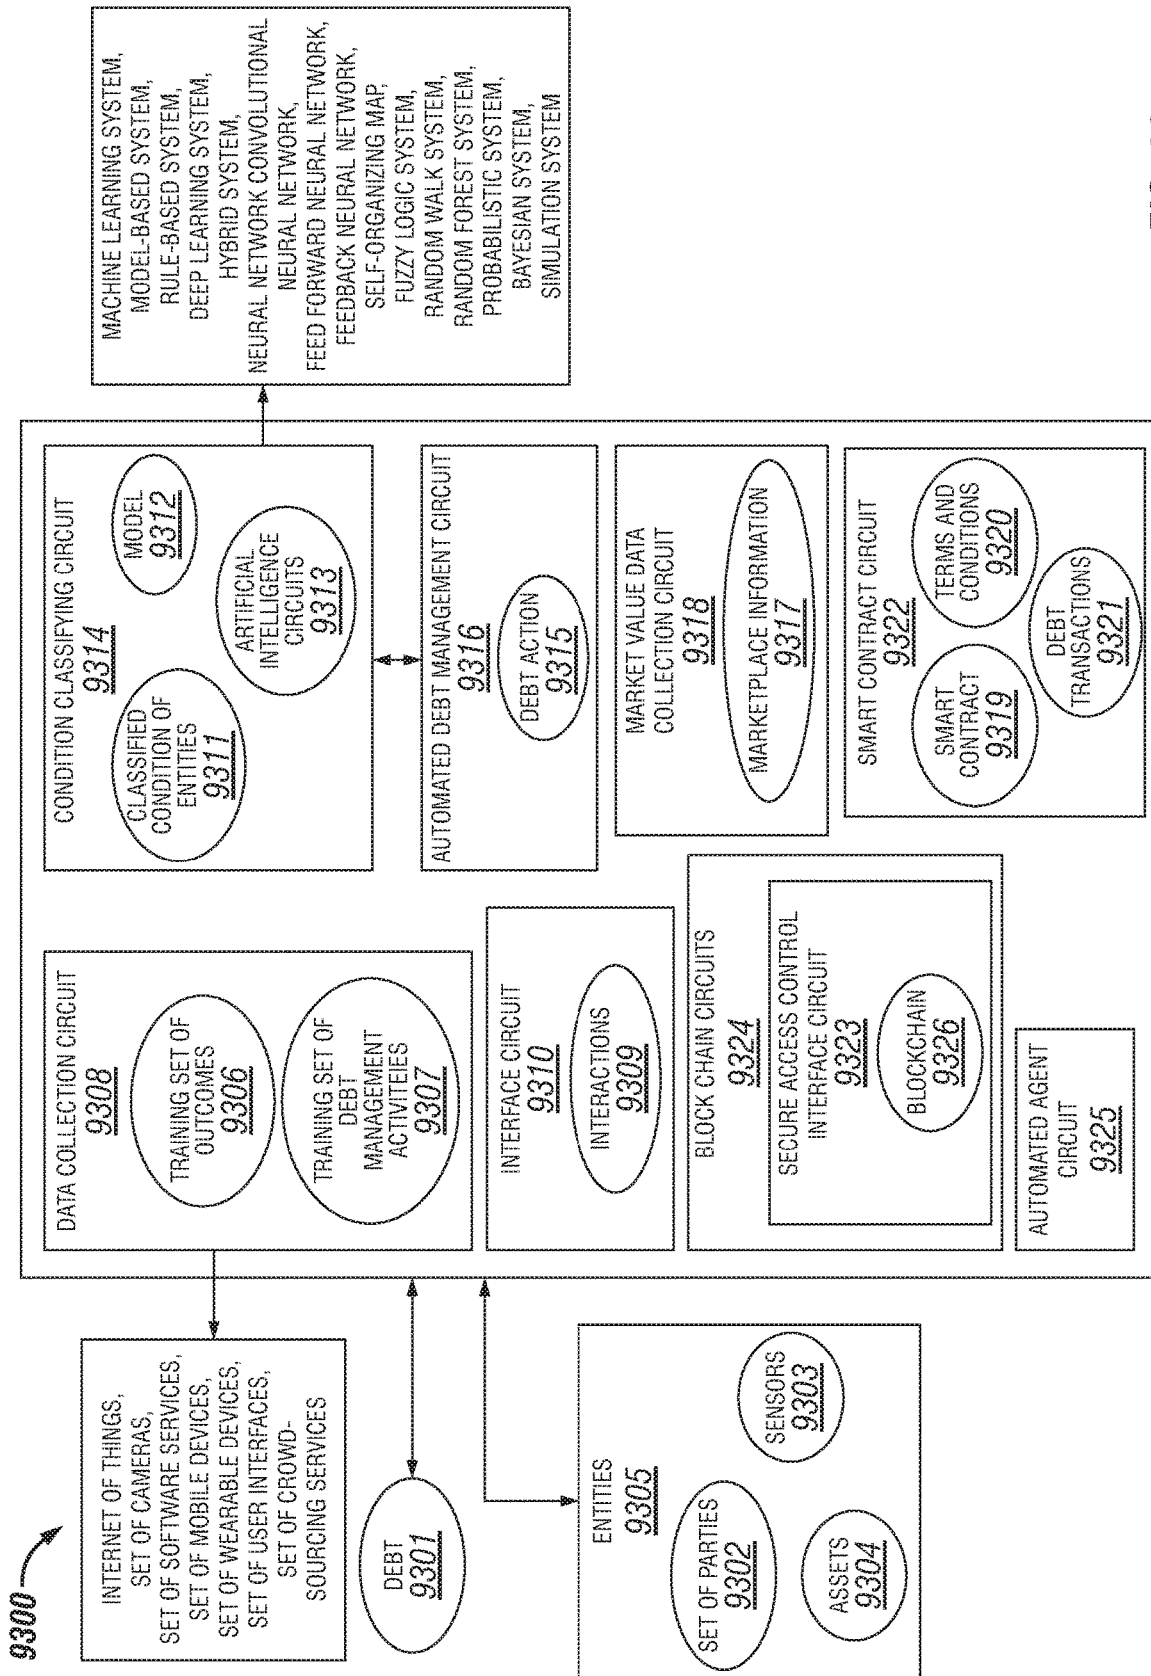 9300
INTERNET OF THINGS,
SET OF CAMERAS,
SET OF SOFTWARE SERVICES,
SET OF MOBILE DEVICES,
SET OF WEARABLE DEVICES,
SET OF USER INTERFACES,
SET OF CROWD-
SOURCING SERVICES
DEBT
9301
ENTITIES
9305
SET OF PARTIES
9302
SENSORS
9303
ASSETS
9304
DATA COLLECTION CIRCUIT
9308
TRAINING SET OF
OUTCOMES
9306
TRAINING SET OF
DEBT
MANAGEMENT
ACTIVITEIES
9307
INTERFACE CIRCUIT
9310
INTERACTIONS
9309
BLOCK CHAIN CIRCUITS
9324
SECURE ACCESS CONTROL
INTERFACE CIRCUIT
9323
BLOCKCHAIN
9326
AUTOMATED AGENT
CIRCUIT
9325
CONDITION CLASSIFYING CIRCUIT
9314
CLASSIFIED
CONDITION OF
ENTITIES
9311
MODEL
9312
ARTIFICIAL
INTELLIGENCE
CIRCUITS
9313
AUTOMATED DEBT MANAGEMENT CIRCUIT
9316
DEBT ACTION
9315
MARKET VALUE DATA
COLLECTION CIRCUIT
9318
MARKETPLACE INFORMATION
9317
SMART CONTRACT CIRCUIT
9322
SMART
CONTRACT
9319
TERMS AND
CONDITIONS
9320
DEBT
TRANSACTIONS
9321
MACHINE LEARNING SYSTEM,
MODEL-BASED SYSTEM,
RULE-BASED SYSTEM,
DEEP LEARNING SYSTEM,
HYBRID SYSTEM,
NEURAL NETWORK CONVOLUTIONAL
NEURAL NETWORK,
FEED FORWARD NEURAL NETWORK,
FEEDBACK NEURAL NETWORK,
SELF-ORGANIZING MAP,
FUZZY LOGIC SYSTEM,
RANDOM WALK SYSTEM,
RANDOM FOREST SYSTEM,
PROBABILISTIC SYSTEM,
BAYESIAN SYSTEM,
SIMULATION SYSTEM